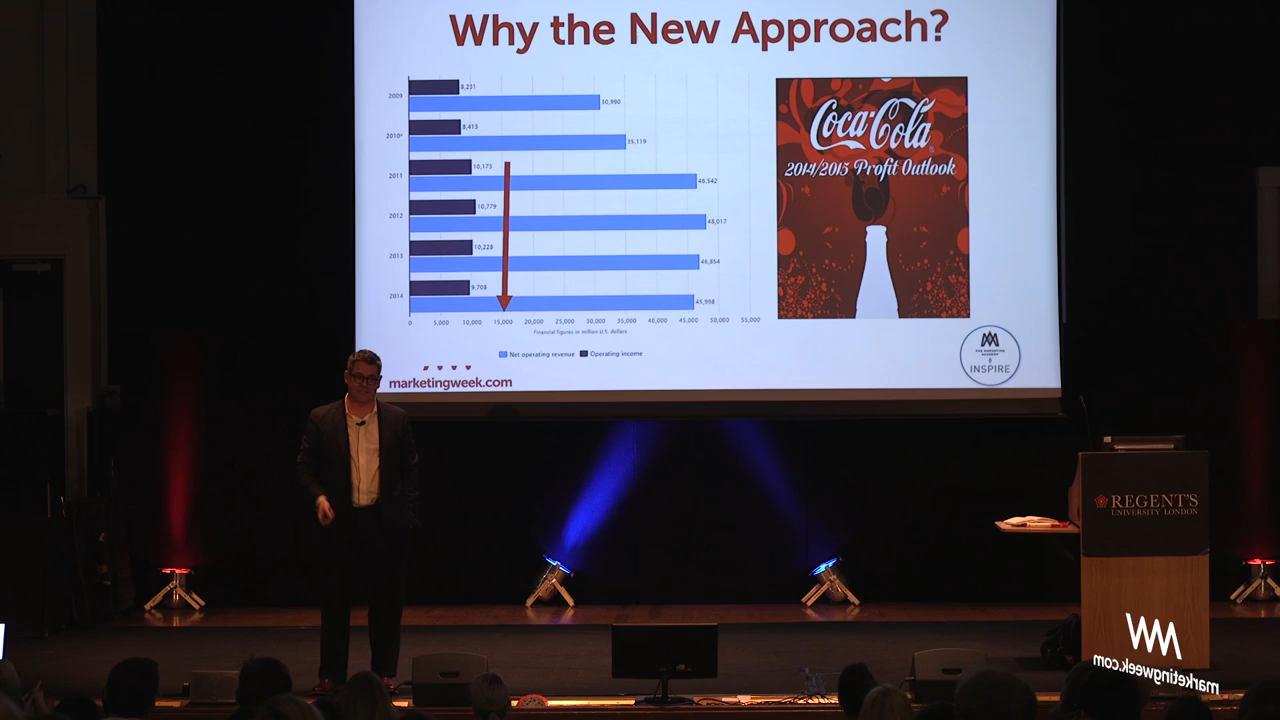 Why the New Approach?
2009
8,231
30,990
2010*
8,413
35,119
2011
10,173
46,542
2012
10,779
48,017
2013
10,228
46,854
2014
9,708
45,998
0 5,000 10,000 15,000 20,000 25,000 30,000 35,000 40,000 45,000 50,000 55,000
Financial figures in million U.S. dollars
Net operating revenue Operating income
marketingweek.com
Coca-Cola
2014/2015 Profit Outlook
THE MARKETING
ACADEMY
INSPIRE
REGENT'S
UNIVERSITY LONDON
marketingweek.com